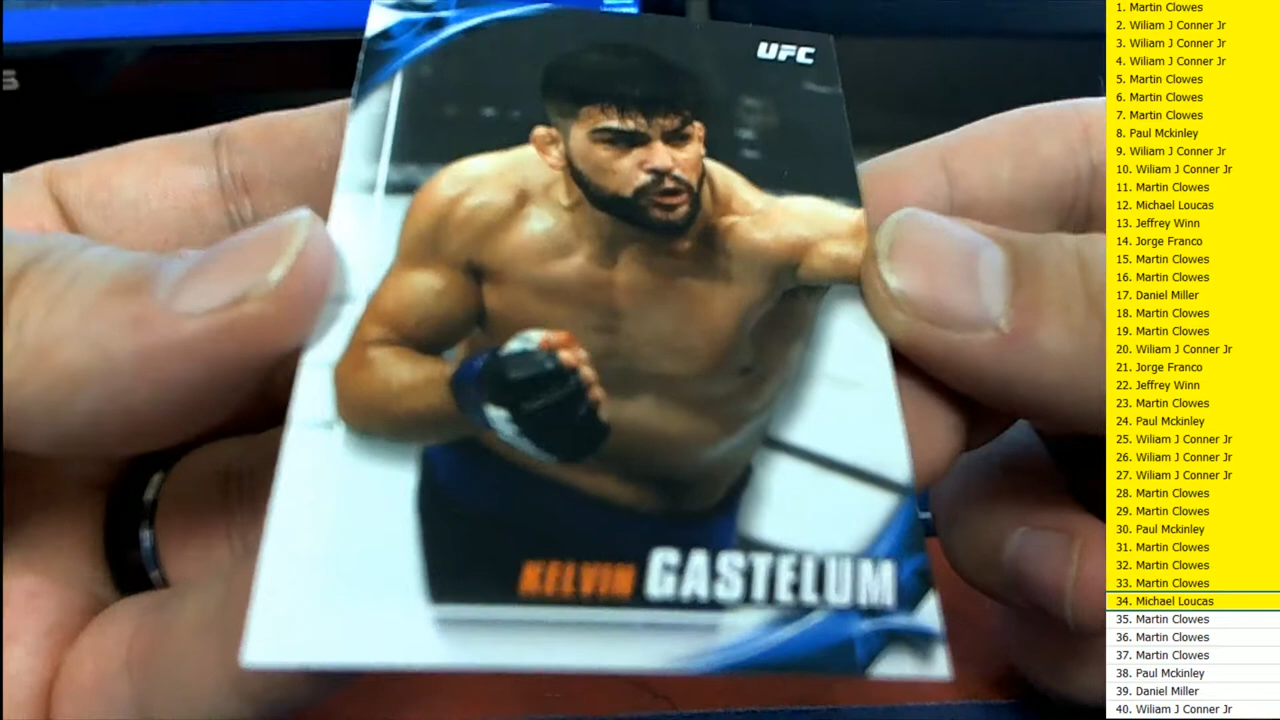 UFC
KELVIN GASTELUM
1. Martin Clowes
2. Wiliam J Conner Jr
3. Wiliam J Conner Jr
4. Wiliam J Conner Jr
5. Martin Clowes
6. Martin Clowes
7. Martin Clowes
8. Paul Mckinley
9. Wiliam J Conner Jr
10. Wiliam J Conner Jr
11. Martin Clowes
12. Michael Loucas
13. Jeffrey Winn
14. Jorge Franco
15. Martin Clowes
16. Martin Clowes
17. Daniel Miller
18. Martin Clowes
19. Martin Clowes
20. Wiliam J Conner Jr
21. Jorge Franco
22. Jeffrey Winn
23. Martin Clowes
24. Paul Mckinley
25. Wiliam J Conner Jr
26. Wiliam J Conner Jr
27. Wiliam J Conner Jr
28. Martin Clowes
29. Martin Clowes
30. Paul Mckinley
31. Martin Clowes
32. Martin Clowes
33. Martin Clowes
34. Michael Loucas
35. Martin Clowes
36. Martin Clowes
37. Martin Clowes
38. Paul Mckinley
39. Daniel Miller
40. Wiliam J Conner Jr